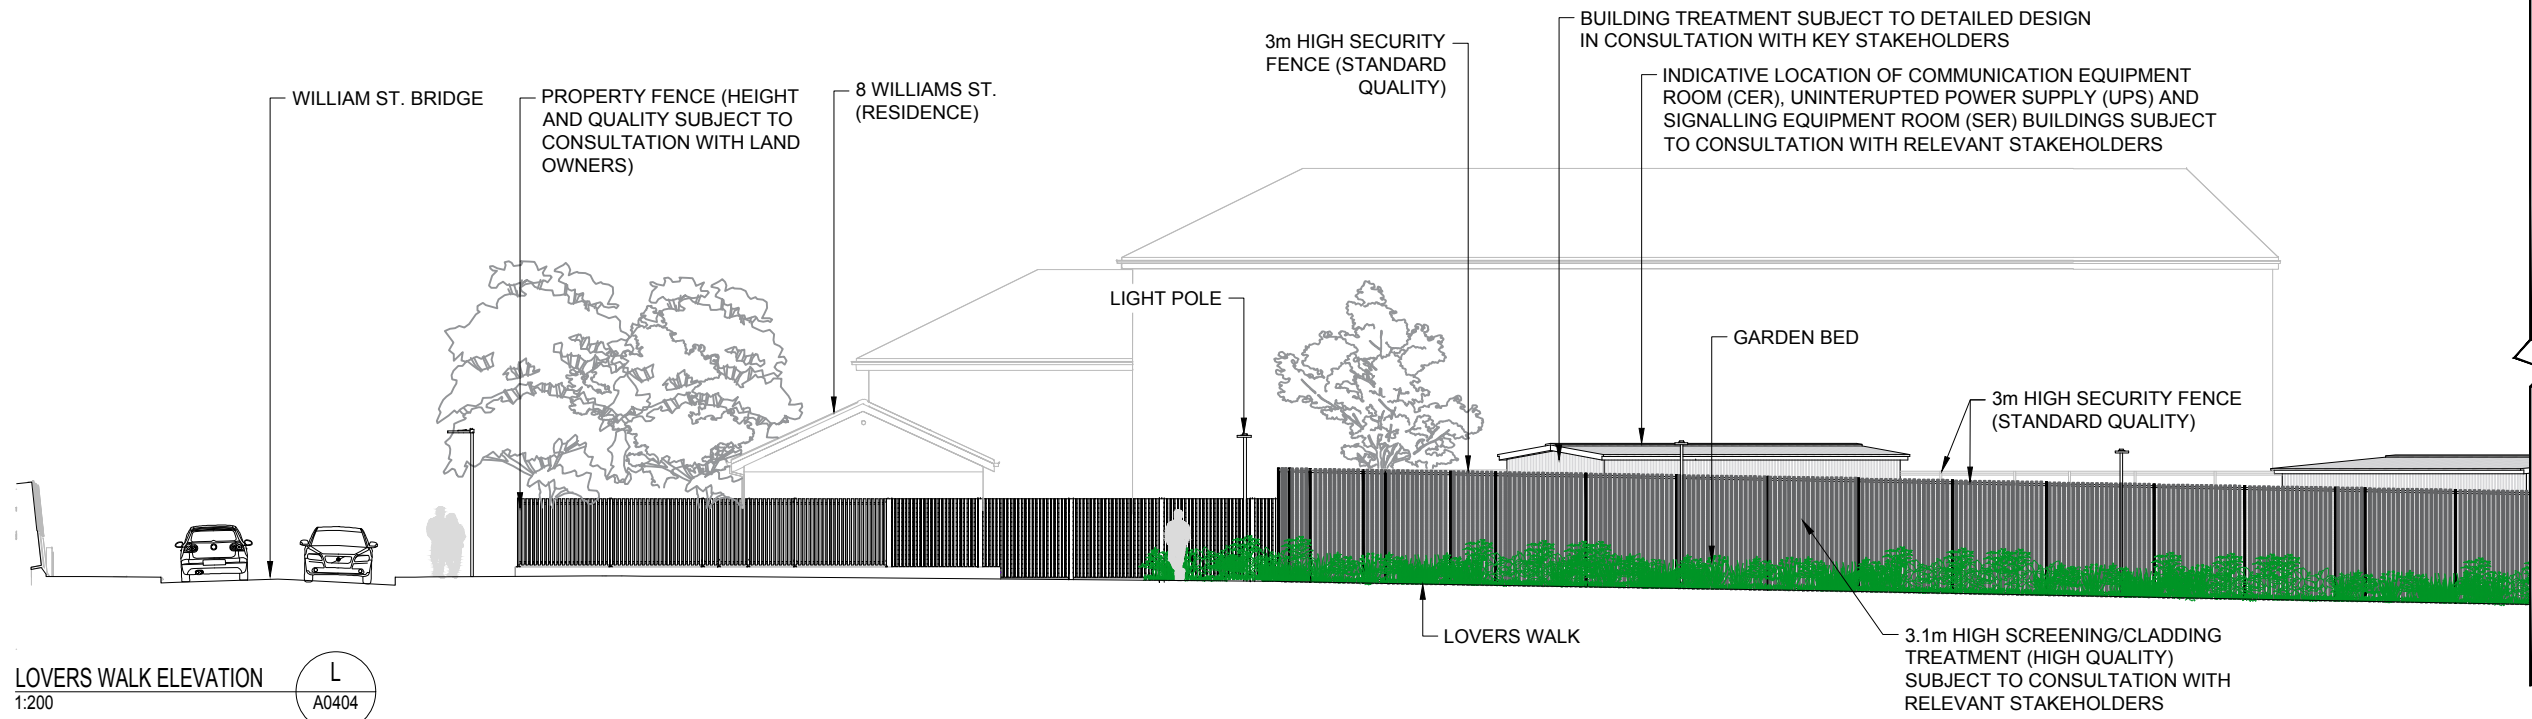 BUILDING TREATMENT SUBJECT TO DETAILED DESIGN
IN CONSULTATION WITH KEY STAKEHOLDERS
3m HIGH SECURITY
FENCE (STANDARD
QUALITY)
INDICATIVE LOCATION OF COMMUNICATION EQUIPMENT
ROOM (CER), UNINTERUPTED POWER SUPPLY (UPS) AND
SIGNALLING EQUIPMENT ROOM (SER) BUILDINGS SUBJECT
TO CONSULTATION WITH RELEVANT STAKEHOLDERS
WILLIAM ST. BRIDGE
PROPERTY FENCE (HEIGHT
AND QUALITY SUBJECT TO
CONSULTATION WITH LAND
OWNERS)
8 WILLIAMS ST.
(RESIDENCE)
LIGHT POLE
GARDEN BED
3m HIGH SECURITY FENCE
(STANDARD QUALITY)
LOVERS WALK
3.1m HIGH SCREENING/CLADDING
TREATMENT (HIGH QUALITY)
SUBJECT TO CONSULTATION WITH
RELEVANT STAKEHOLDERS
LOVERS WALK ELEVATION
1:200
L
A0404